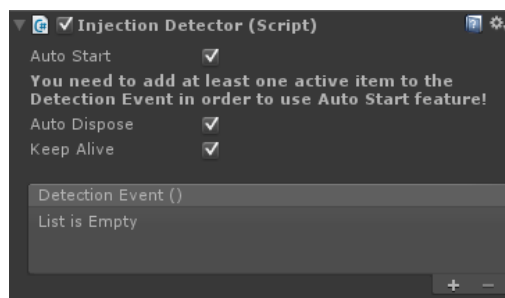 Injection Detector (Script)
Auto Start
You need to add at least one active item to the
Detection Event in order to use Auto Start feature!
Auto Dispose
Keep Alive
Detection Event ()
List is Empty